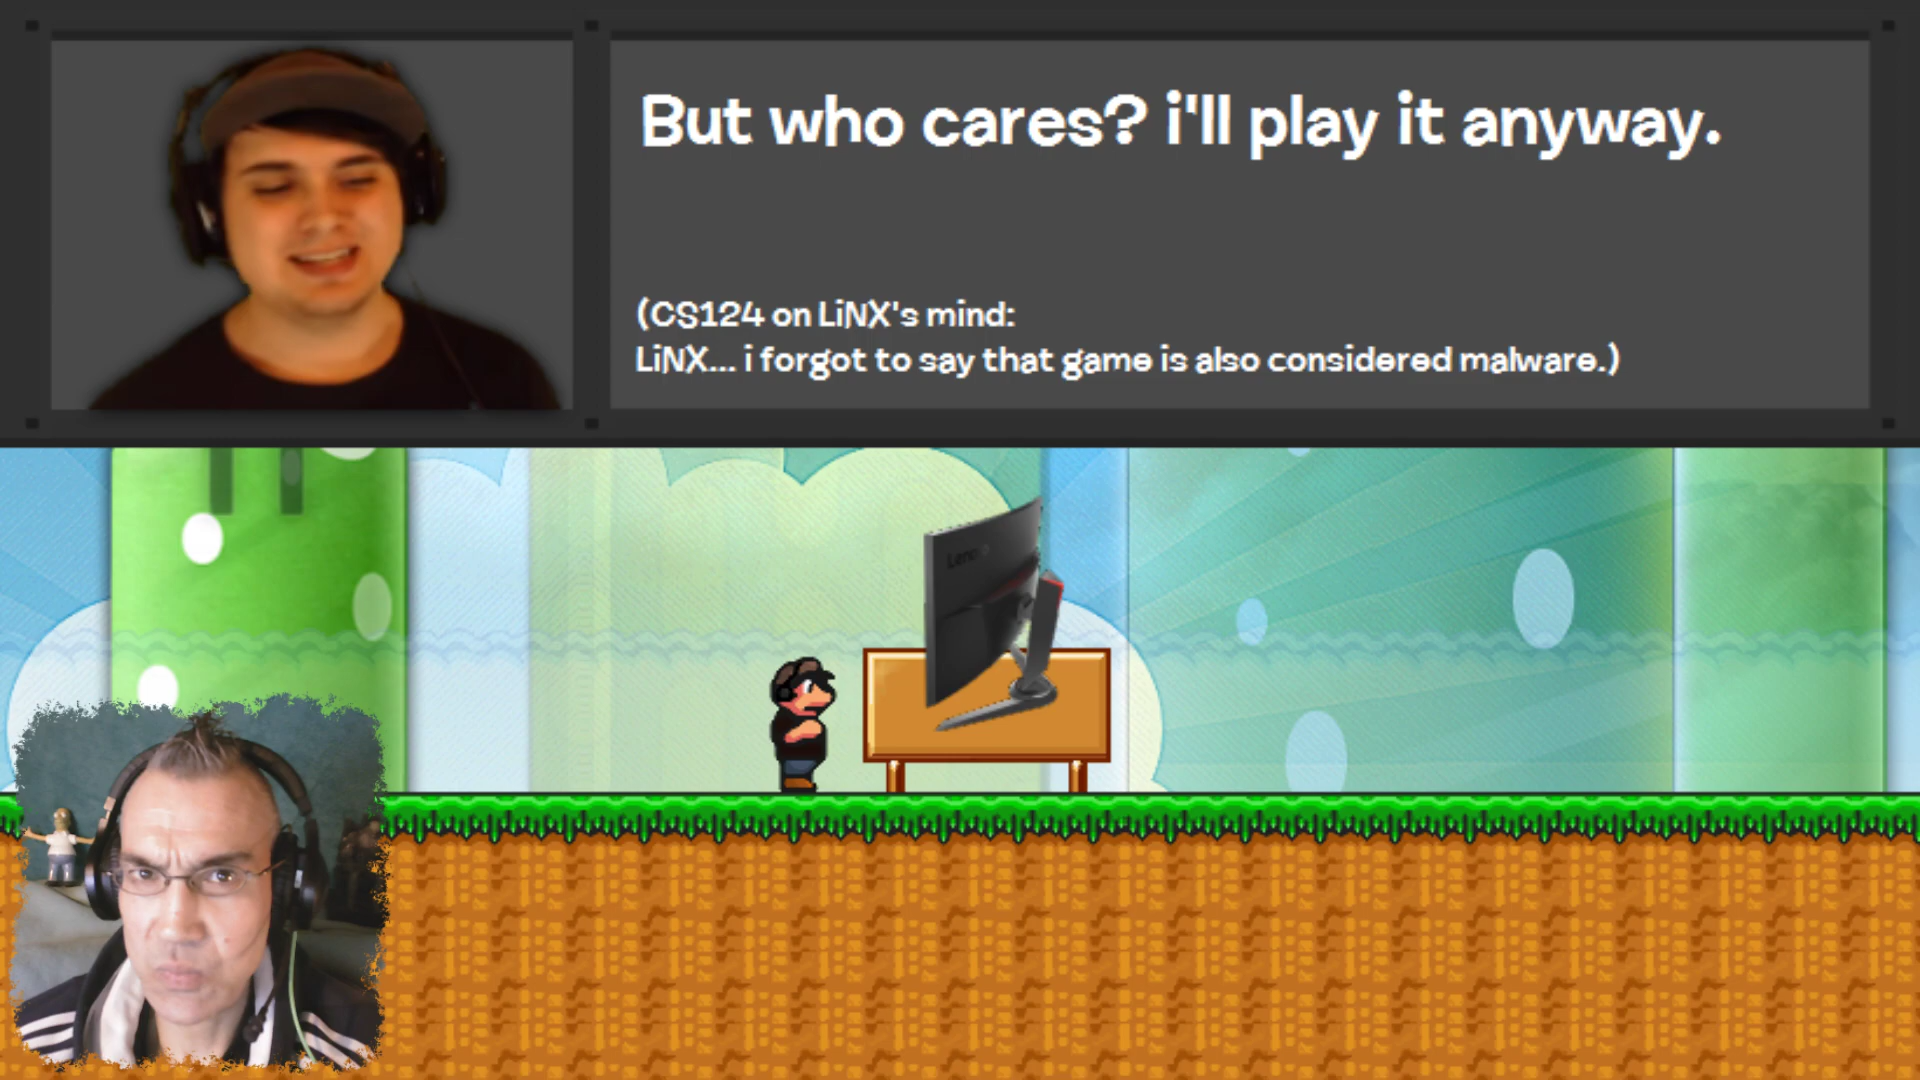 But who cares? i'll play it anyway.
(CS124 on LiNX's mind:
LiNX... i forgot to say that game is also considered malware.)
Lenovo